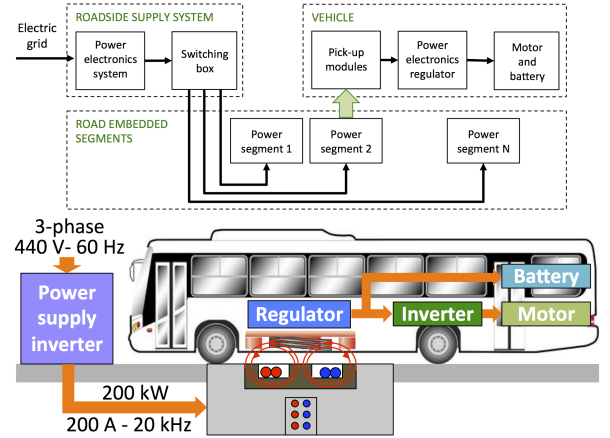 ROADSIDE SUPPLY SYSTEM
VEHICLE
Electric
grid
Power
electronics
system
Switching
box
Pick-up
modules
Power
electronics
regulator
Motor
and
battery
ROAD EMBEDDED
SEGMENTS
Power
segment 1
Power
segment 2
Power
segment N
3-phase
440 V- 60 Hz
Power
supply
inverter
Battery
Regulator
Inverter
Motor
200 kW
200 A - 20 kHz